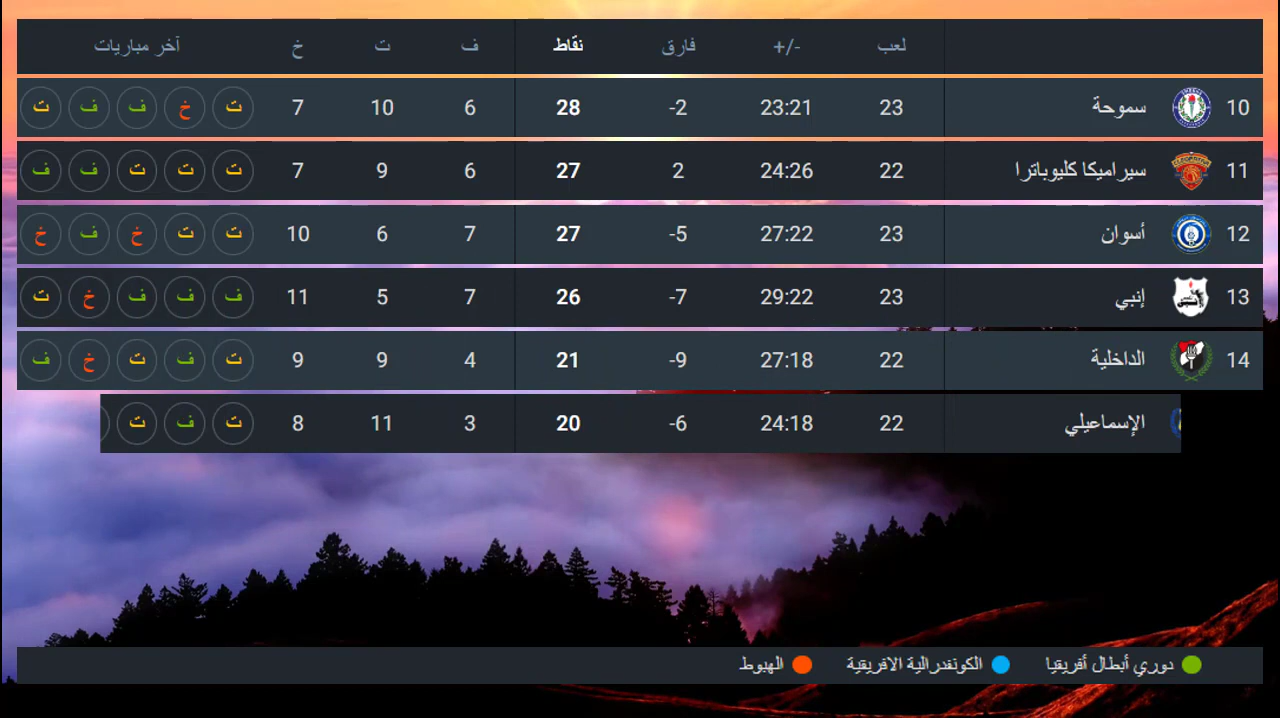 لعب +/- فارق نقاط ف ت خ آخر مباريات
10 سموحة 23 23:21 -2 28 6 10 7 ت خ ف ف ت
11 سيراميكا كليوباترا 22 24:26 2 27 6 9 7 ت ت ت ف ف
12 أسوان 23 27:22 -5 27 7 6 10 ت ت خ ف خ
13 إنبي 23 29:22 -7 26 7 5 11 ف ف ف خ ت
14 الداخلية 22 27:18 -9 21 4 9 9 ت ف ت خ ف
الإسماعيلي 22 24:18 -6 20 3 11 8 ت ف ت
دوري أبطال أفريقيا الكونفدرالية الافريقية الهبوط